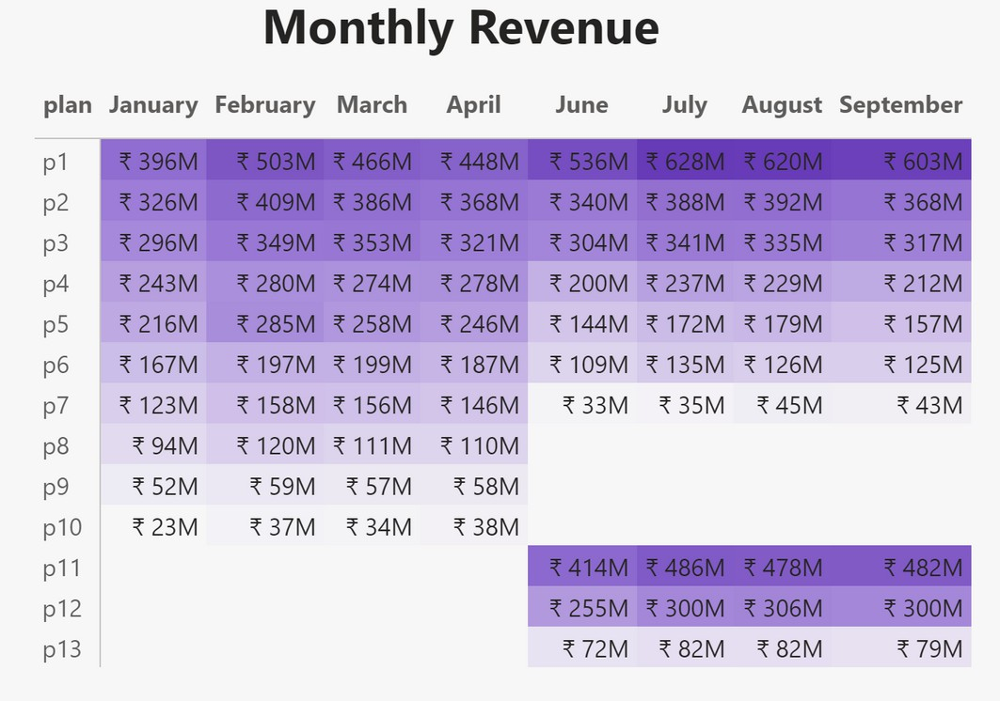 Monthly Revenue
plan January February March April June July August September
p1 ₹ 396M ₹ 503M ₹ 466M ₹ 448M ₹ 536M ₹ 628M ₹ 620M ₹ 603M
p2 ₹ 326M ₹ 409M ₹ 386M ₹ 368M ₹ 340M ₹ 388M ₹ 392M ₹ 368M
p3 ₹ 296M ₹ 349M ₹ 353M ₹ 321M ₹ 304M ₹ 341M ₹ 335M ₹ 317M
p4 ₹ 243M ₹ 280M ₹ 274M ₹ 278M ₹ 200M ₹ 237M ₹ 229M ₹ 212M
p5 ₹ 216M ₹ 285M ₹ 258M ₹ 246M ₹ 144M ₹ 172M ₹ 179M ₹ 157M
p6 ₹ 167M ₹ 197M ₹ 199M ₹ 187M ₹ 109M ₹ 135M ₹ 126M ₹ 125M
p7 ₹ 123M ₹ 158M ₹ 156M ₹ 146M ₹ 33M ₹ 35M ₹ 45M ₹ 43M
p8 ₹ 94M ₹ 120M ₹ 111M ₹ 110M
p9 ₹ 52M ₹ 59M ₹ 57M ₹ 58M
p10 ₹ 23M ₹ 37M ₹ 34M ₹ 38M
p11 ₹ 414M ₹ 486M ₹ 478M ₹ 482M
p12 ₹ 255M ₹ 300M ₹ 306M ₹ 300M
p13 ₹ 72M ₹ 82M ₹ 82M ₹ 79M